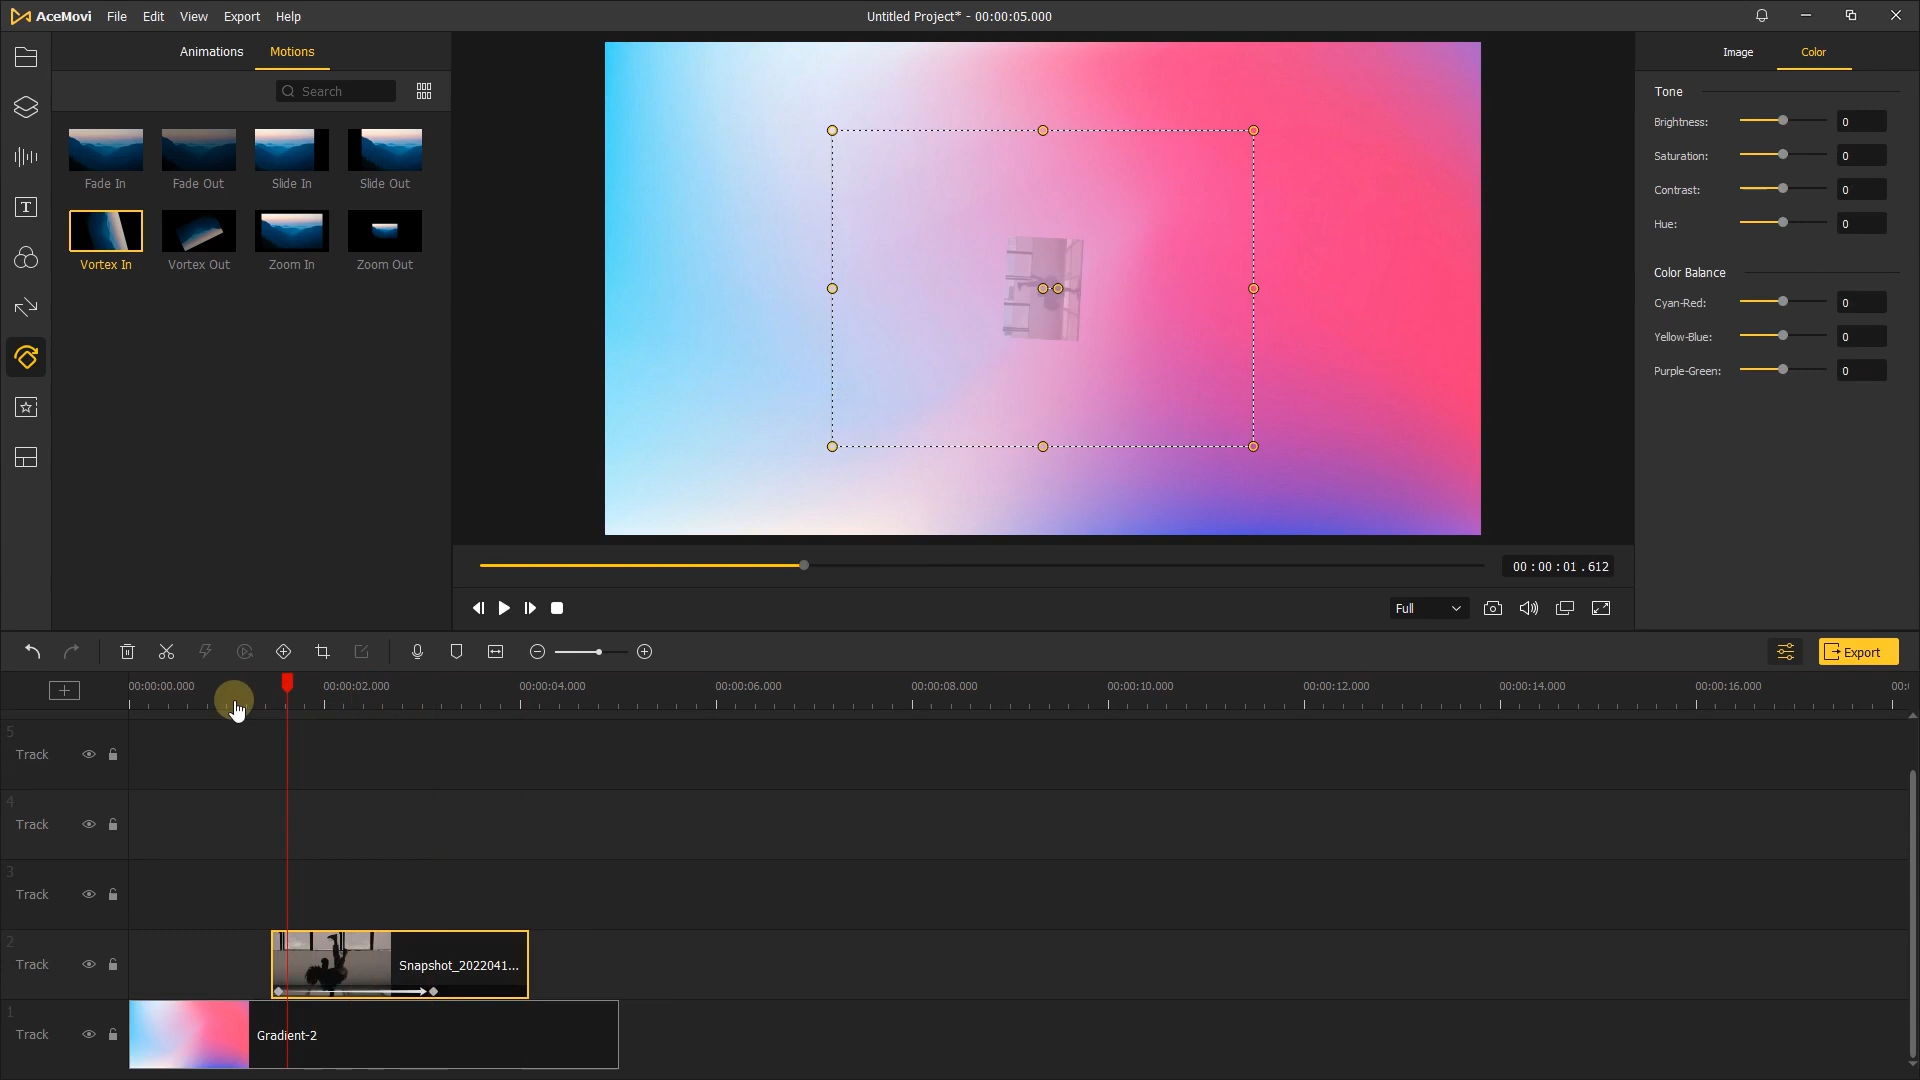 AceMovi File Edit View Export Help
Untitled Project* - 00:00:05.000
Animations Motions
Search
Fade In Fade Out Slide In Slide Out
Vortex In Vortex Out Zoom In Zoom Out
Image Color
Tone
Brightness: 0
Saturation: 0
Contrast: 0
Hue: 0
Color Balance
Cyan-Red: 0
Yellow-Blue: 0
Purple-Green: 0
00 : 00 : 01 . 612
Full
Export
00:00:00.000 00:00:02.000 00:00:04.000 00:00:06.000 00:00:08.000 00:00:10.000 00:00:12.000 00:00:14.000 00:00:16.000 00:
5
Track
4
Track
3
Track
2
Track
Snapshot_2022041...
1
Track
Gradient-2